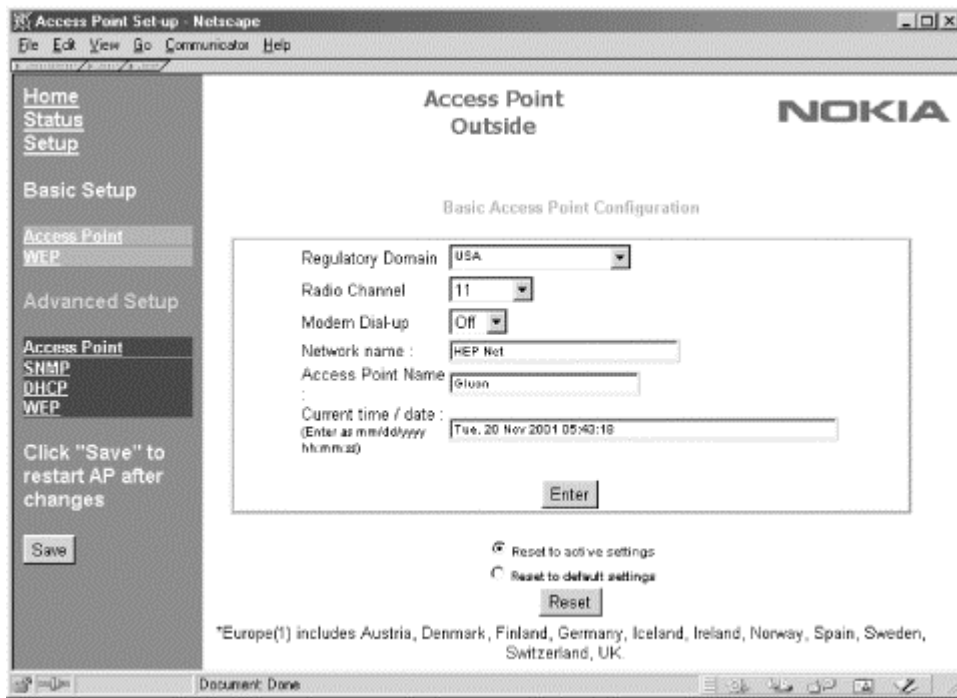 Access Point Set-up - Netscape
File Edit View Go Communicator Help
Home
Status
Setup
Basic Setup
Access Point
WEP
Advanced Setup
Access Point
SNMP
DHCP
WEP
Click "Save" to
restart AP after
changes
Save
Access Point
Outside
NOKIA
Basic Access Point Configuration
Regulatory Domain USA
Radio Channel 11
Modem Dial-up Off
Network name : HEP Net
Access Point Name Gluon
:
Current time / date :
(Enter as mm/dd/yyyy Tue, 20 Nov 2001 05:43:18
hh:mm:ss)
Enter
Reset to active settings
Reset to default settings
Reset
*Europe(1) includes Austria, Denmark, Finland, Germany, Iceland, Ireland, Norway, Spain, Sweden,
Switzerland, UK.
Document: Done